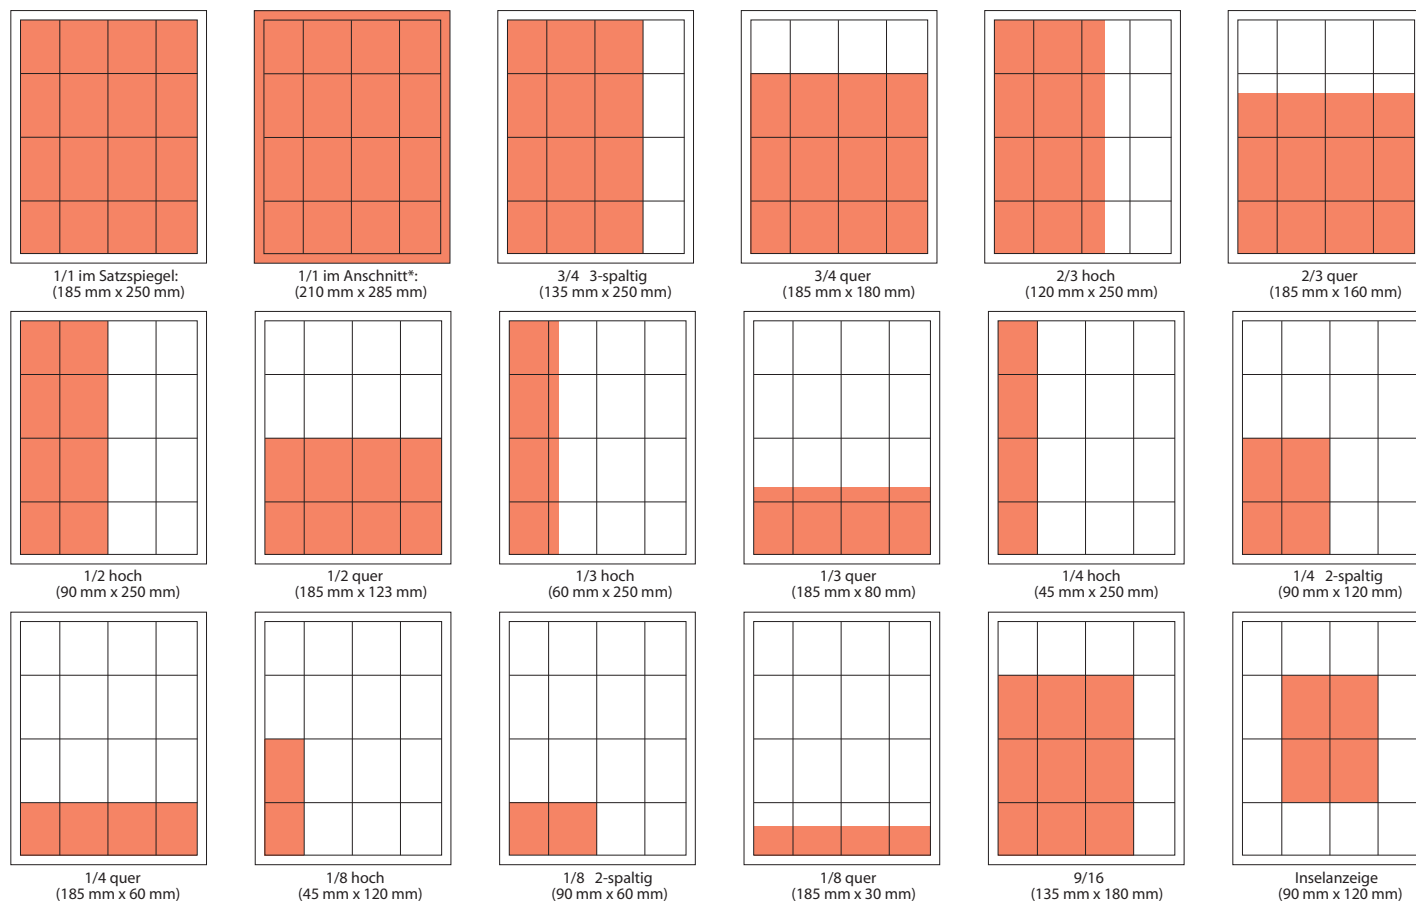 1/1 im Satzspiegel:
(185 mm x 250 mm)
1/1 im Anschnitt*:
(210 mm x 285 mm)
3/4 3-spaltig
(135 mm x 250 mm)
3/4 quer
(185 mm x 180 mm)
2/3 hoch
(120 mm x 250 mm)
2/3 quer
(185 mm x 160 mm)
1/2 hoch
(90 mm x 250 mm)
1/2 quer
(185 mm x 123 mm)
1/3 hoch
(60 mm x 250 mm)
1/3 quer
(185 mm x 80 mm)
1/4 hoch
(45 mm x 250 mm)
1/4 2-spaltig
(90 mm x 120 mm)
1/4 quer
(185 mm x 60 mm)
1/8 hoch
(45 mm x 120 mm)
1/8 2-spaltig
(90 mm x 60 mm)
1/8 quer
(185 mm x 30 mm)
9/16
(135 mm x 180 mm)
Inselanzeige
(90 mm x 120 mm)